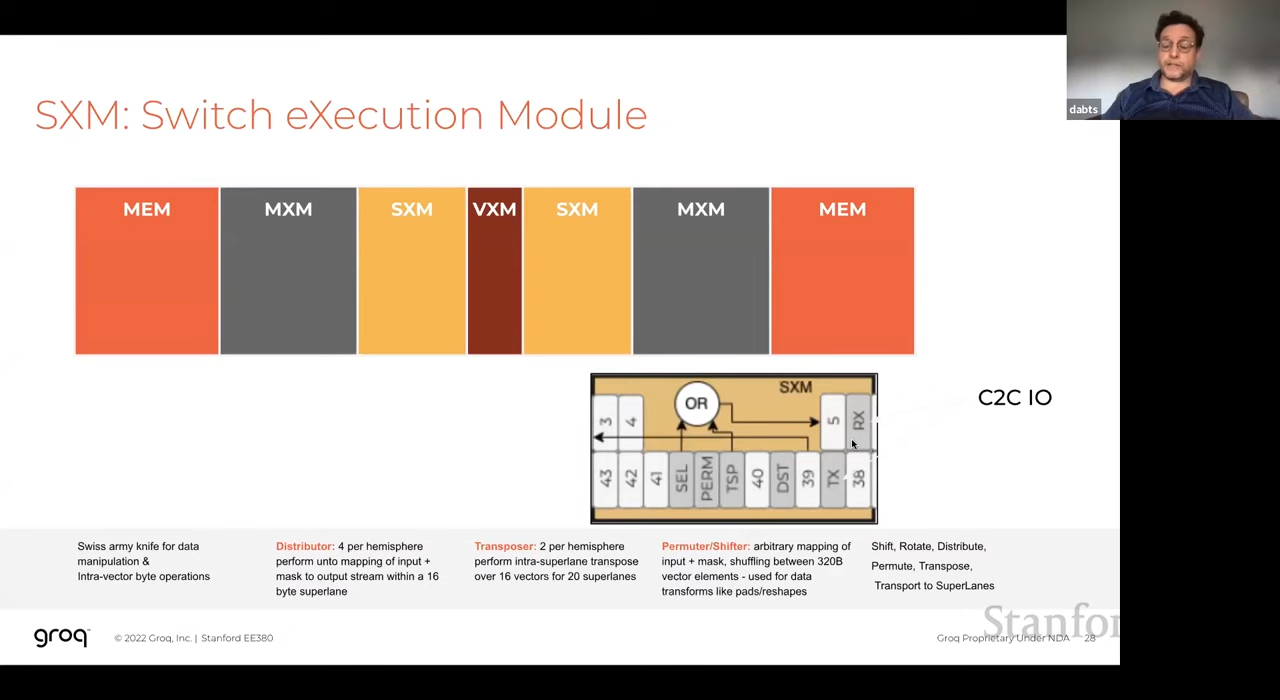 dabts
SXM: Switch eXecution Module
MEM
MXM
SXM
VXM
SXM
MXM
MEM
SXM
OR
3
4
5
RX
43
42
41
SEL
PERM
TSP
40
DST
39
TX
38
C2C IO
Swiss army knife for data
manipulation &
Intra-vector byte operations
Distributor: 4 per hemisphere
perform unto mapping of input +
mask to output stream within a 16
byte superlane
Transposer: 2 per hemisphere
perform intra-superlane transpose
over 16 vectors for 20 superlanes
Permuter/Shifter: arbitrary mapping of
input + mask, shuffling between 320B
vector elements - used for data
transforms like pads/reshapes
Shift, Rotate, Distribute,
Permute, Transpose,
Transport to SuperLanes
groq™
© 2022 Groq, Inc. | Stanford EE380
Groq Proprietary Under NDA
28
Stanfor